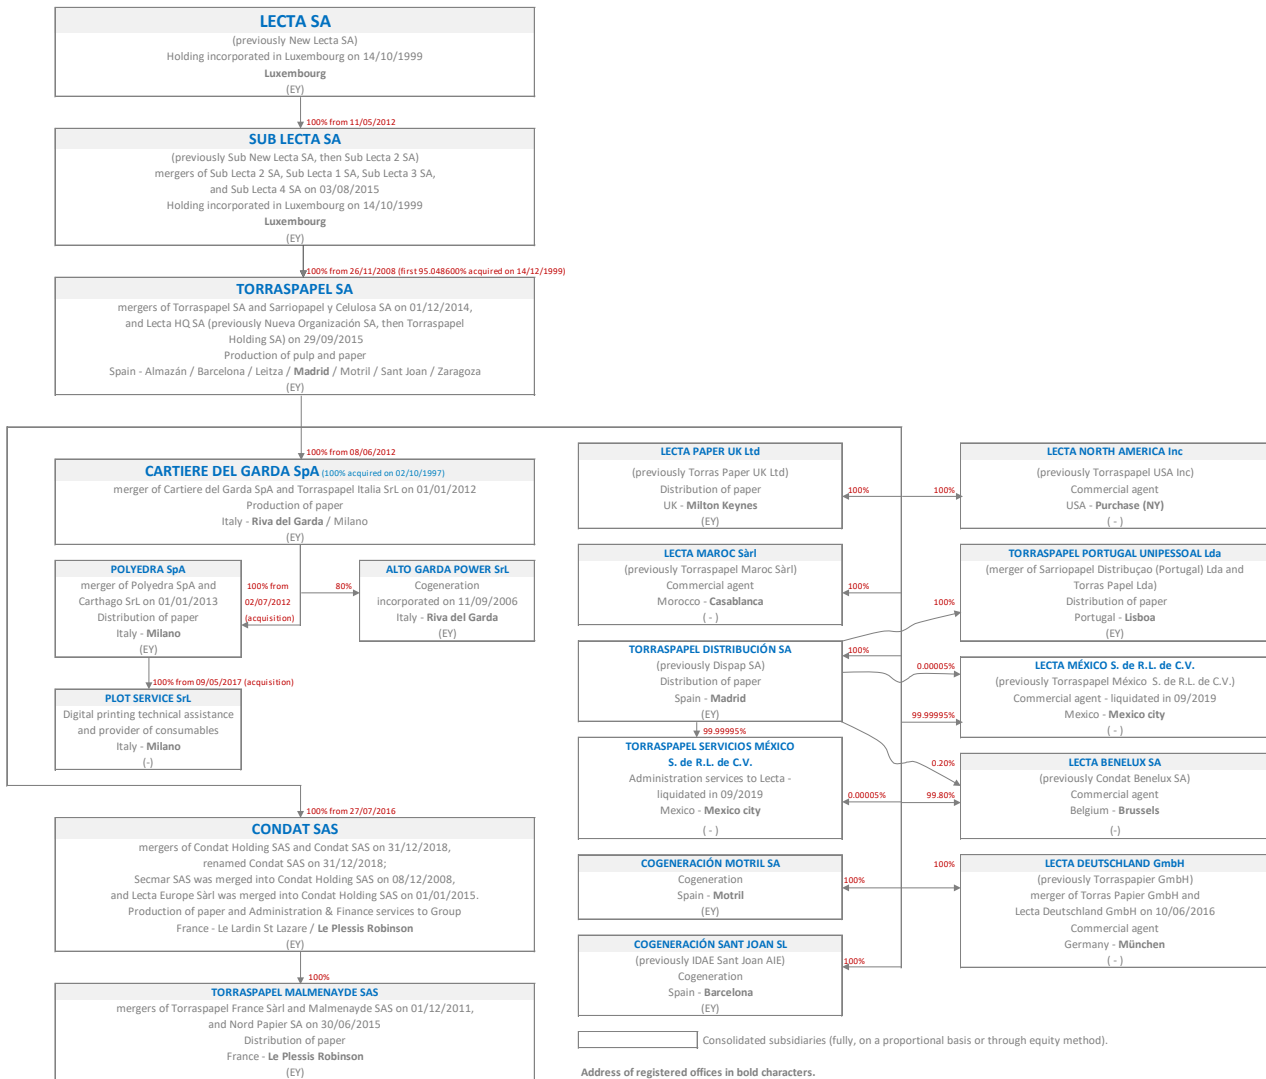 LECTA SA
(previously New Lecta SA)
Holding incorporated in Luxembourg on 14/10/1999
Luxembourg
(EY)
100% from 11/05/2012
SUB LECTA SA
(previously Sub New Lecta SA, then Sub Lecta 2 SA)
mergers of Sub Lecta 2 SA, Sub Lecta 1 SA, Sub Lecta 3 SA,
and Sub Lecta 4 SA on 03/08/2015
Holding incorporated in Luxembourg on 14/10/1999
Luxembourg
(EY)
100% from 26/11/2008 (first 95.048600% acquired on 14/12/1999)
TORRASPAPEL SA
mergers of Torraspapel SA and Sarriopapel y Celulosa SA on 01/12/2014,
and Lecta HQ SA (previously Nueva Organización SA, then Torraspapel
Holding SA) on 29/09/2015
Production of pulp and paper
Spain - Almazán / Barcelona / Leitza / Madrid / Motril / Sant Joan / Zaragoza
(EY)
100% from 08/06/2012
CARTIERE DEL GARDA SpA (100% acquired on 02/10/1997)
merger of Cartiere del Garda SpA and Torraspapel Italia SrL on 01/01/2012
Production of paper
Italy - Riva del Garda / Milano
(EY)
POLYEDRA SpA
merger of Polyedra SpA and
Carthago SrL on 01/01/2013
Distribution of paper
Italy - Milano
(EY)
100% from
02/07/2012
(acquisition)
80%
ALTO GARDA POWER SrL
Cogeneration
incorporated on 11/09/2006
Italy - Riva del Garda
(EY)
100% from 09/05/2017 (acquisition)
PLOT SERVICE SrL
Digital printing technical assistance
and provider of consumables
Italy - Milano
(-)
100% from 27/07/2016
CONDAT SAS
mergers of Condat Holding SAS and Condat SAS on 31/12/2018,
renamed Condat SAS on 31/12/2018;
Secmar SAS was merged into Condat Holding SAS on 08/12/2008,
and Lecta Europe Sàrl was merged into Condat Holding SAS on 01/01/2015.
Production of paper and Administration & Finance services to Group
France - Le Lardin St Lazare / Le Plessis Robinson
(EY)
100%
TORRASPAPEL MALMENAYDE SAS
mergers of Torraspapel France Sàrl and Malmenayde SAS on 01/12/2011,
and Nord Papier SA on 30/06/2015
Distribution of paper
France - Le Plessis Robinson
(EY)
LECTA PAPER UK Ltd
(previously Torras Paper UK Ltd)
Distribution of paper
UK - Milton Keynes
(EY)
100%
100%
LECTA NORTH AMERICA Inc
(previously Torraspapel USA Inc)
Commercial agent
USA - Purchase (NY)
( - )
LECTA MAROC Sàrl
(previously Torraspapel Maroc Sàrl)
Commercial agent
Morocco - Casablanca
( - )
100%
100%
TORRASPAPEL PORTUGAL UNIPESSOAL Lda
(merger of Sarriopapel Distribuçao (Portugal) Lda and
Torras Papel Lda)
Distribution of paper
Portugal - Lisboa
(EY)
TORRASPAPEL DISTRIBUCIÓN SA
(previously Dispap SA)
Distribution of paper
Spain - Madrid
(EY)
100%
0.00005%
99.99995%
LECTA MÉXICO S. de R.L. de C.V.
(previously Torraspapel México S. de R.L. de C.V.)
Commercial agent - liquidated in 09/2019
Mexico - Mexico city
( - )
99.99995%
TORRASPAPEL SERVICIOS MÉXICO
S. de R.L. de C.V.
Administration services to Lecta -
liquidated in 09/2019
Mexico - Mexico city
( - )
0.00005%
0.20%
99.80%
LECTA BENELUX SA
(previously Condat Benelux SA)
Commercial agent
Belgium - Brussels
(-)
COGENERACIÓN MOTRIL SA
Cogeneration
Spain - Motril
(EY)
100%
100%
LECTA DEUTSCHLAND GmbH
(previously Torraspapier GmbH)
merger of Torras Papier GmbH and
Lecta Deutschland GmbH on 10/06/2016
Commercial agent
Germany - München
( - )
COGENERACIÓN SANT JOAN SL
(previously IDAE Sant Joan AIE)
Cogeneration
Spain - Barcelona
(EY)
100%
Consolidated subsidiaries (fully, on a proportional basis or through equity method).
Address of registered offices in bold characters.